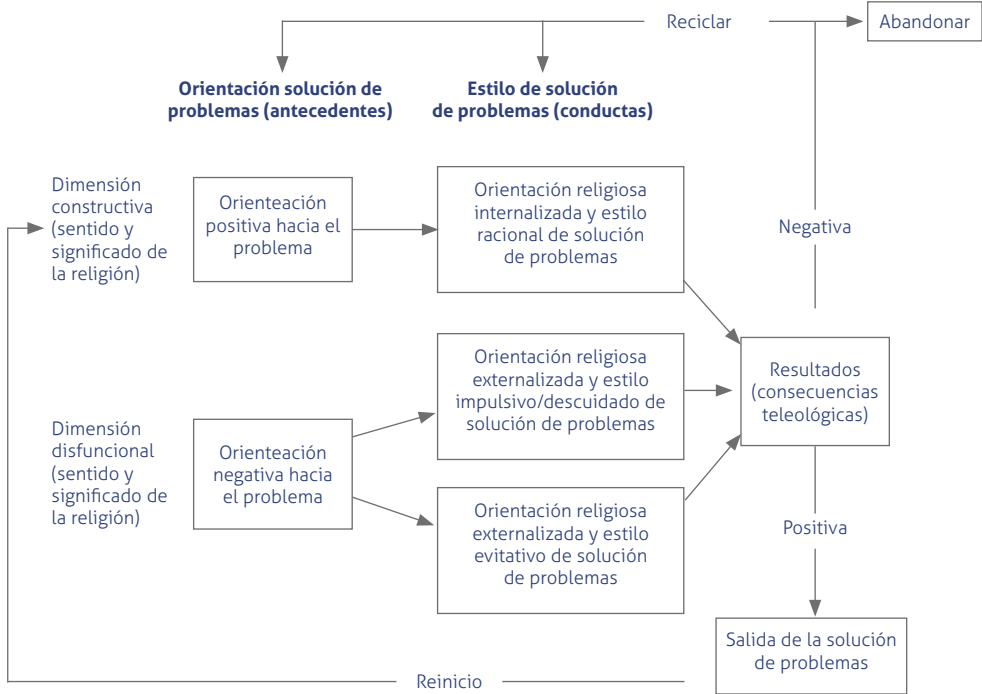 Reciclar
Abandonar
Orientación solución de
problemas (antecedentes)
Estilo de solución
de problemas (conductas)
Dimensión
constructiva
(sentido y
significado de
la religión)
Orienteación
positiva hacia el
problema
Orientación religiosa
internalizada y estilo
racional de solución
de problemas
Negativa
Orientación religiosa
externalizada y estilo
impulsivo/descuidado de
solución de problemas
Resultados
(consecuencias
teleológicas)
Dimensión
disfuncional
(sentido y
significado de
la religión)
Orienteación
negativa hacia
el problema
Orientación religiosa
externalizada y estilo
evitativo de solución
de problemas
Positiva
Salida de la solución
de problemas
Reinicio